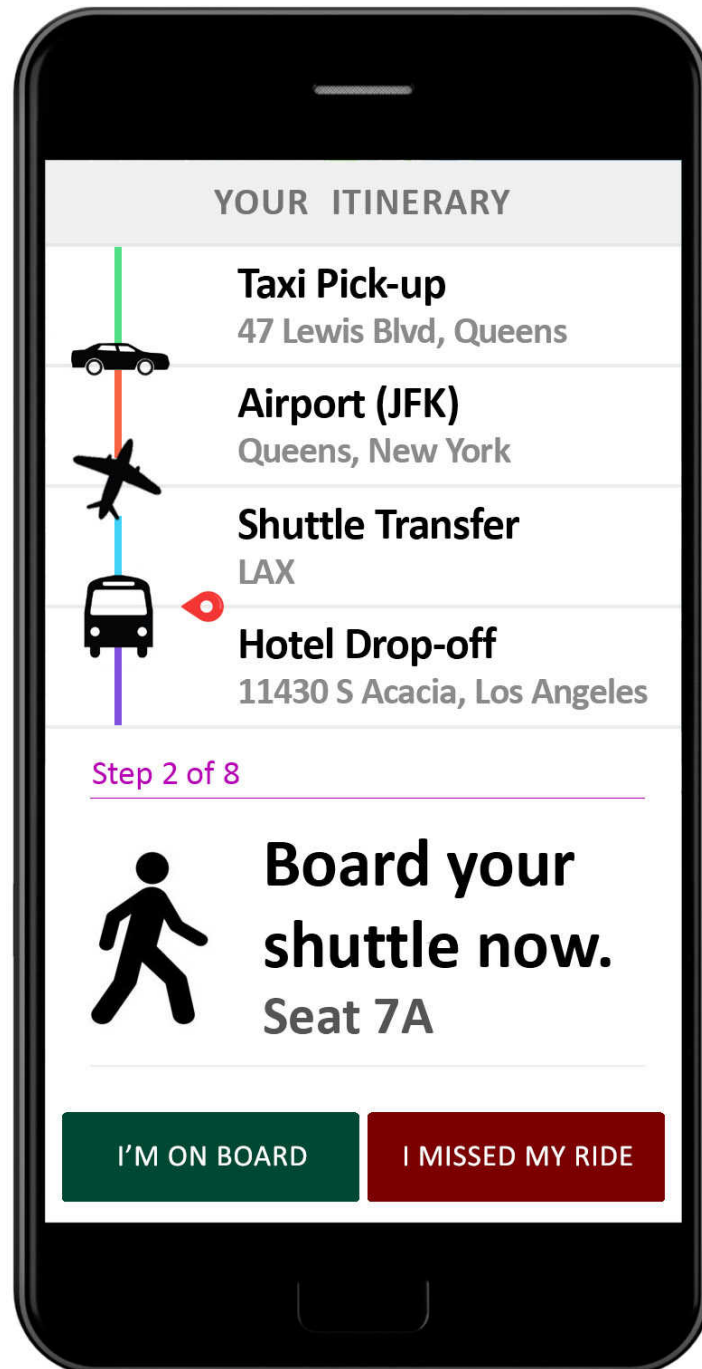 YOUR ITINERARY
Taxi Pick-up
47 Lewis Blvd, Queens
Airport (JFK)
Queens, New York
Shuttle Transfer
LAX
Hotel Drop-off
11430 S Acacia, Los Angeles
Step 2 of 8
Board your
shuttle now.
Seat 7A
I’M ON BOARD
I MISSED MY RIDE